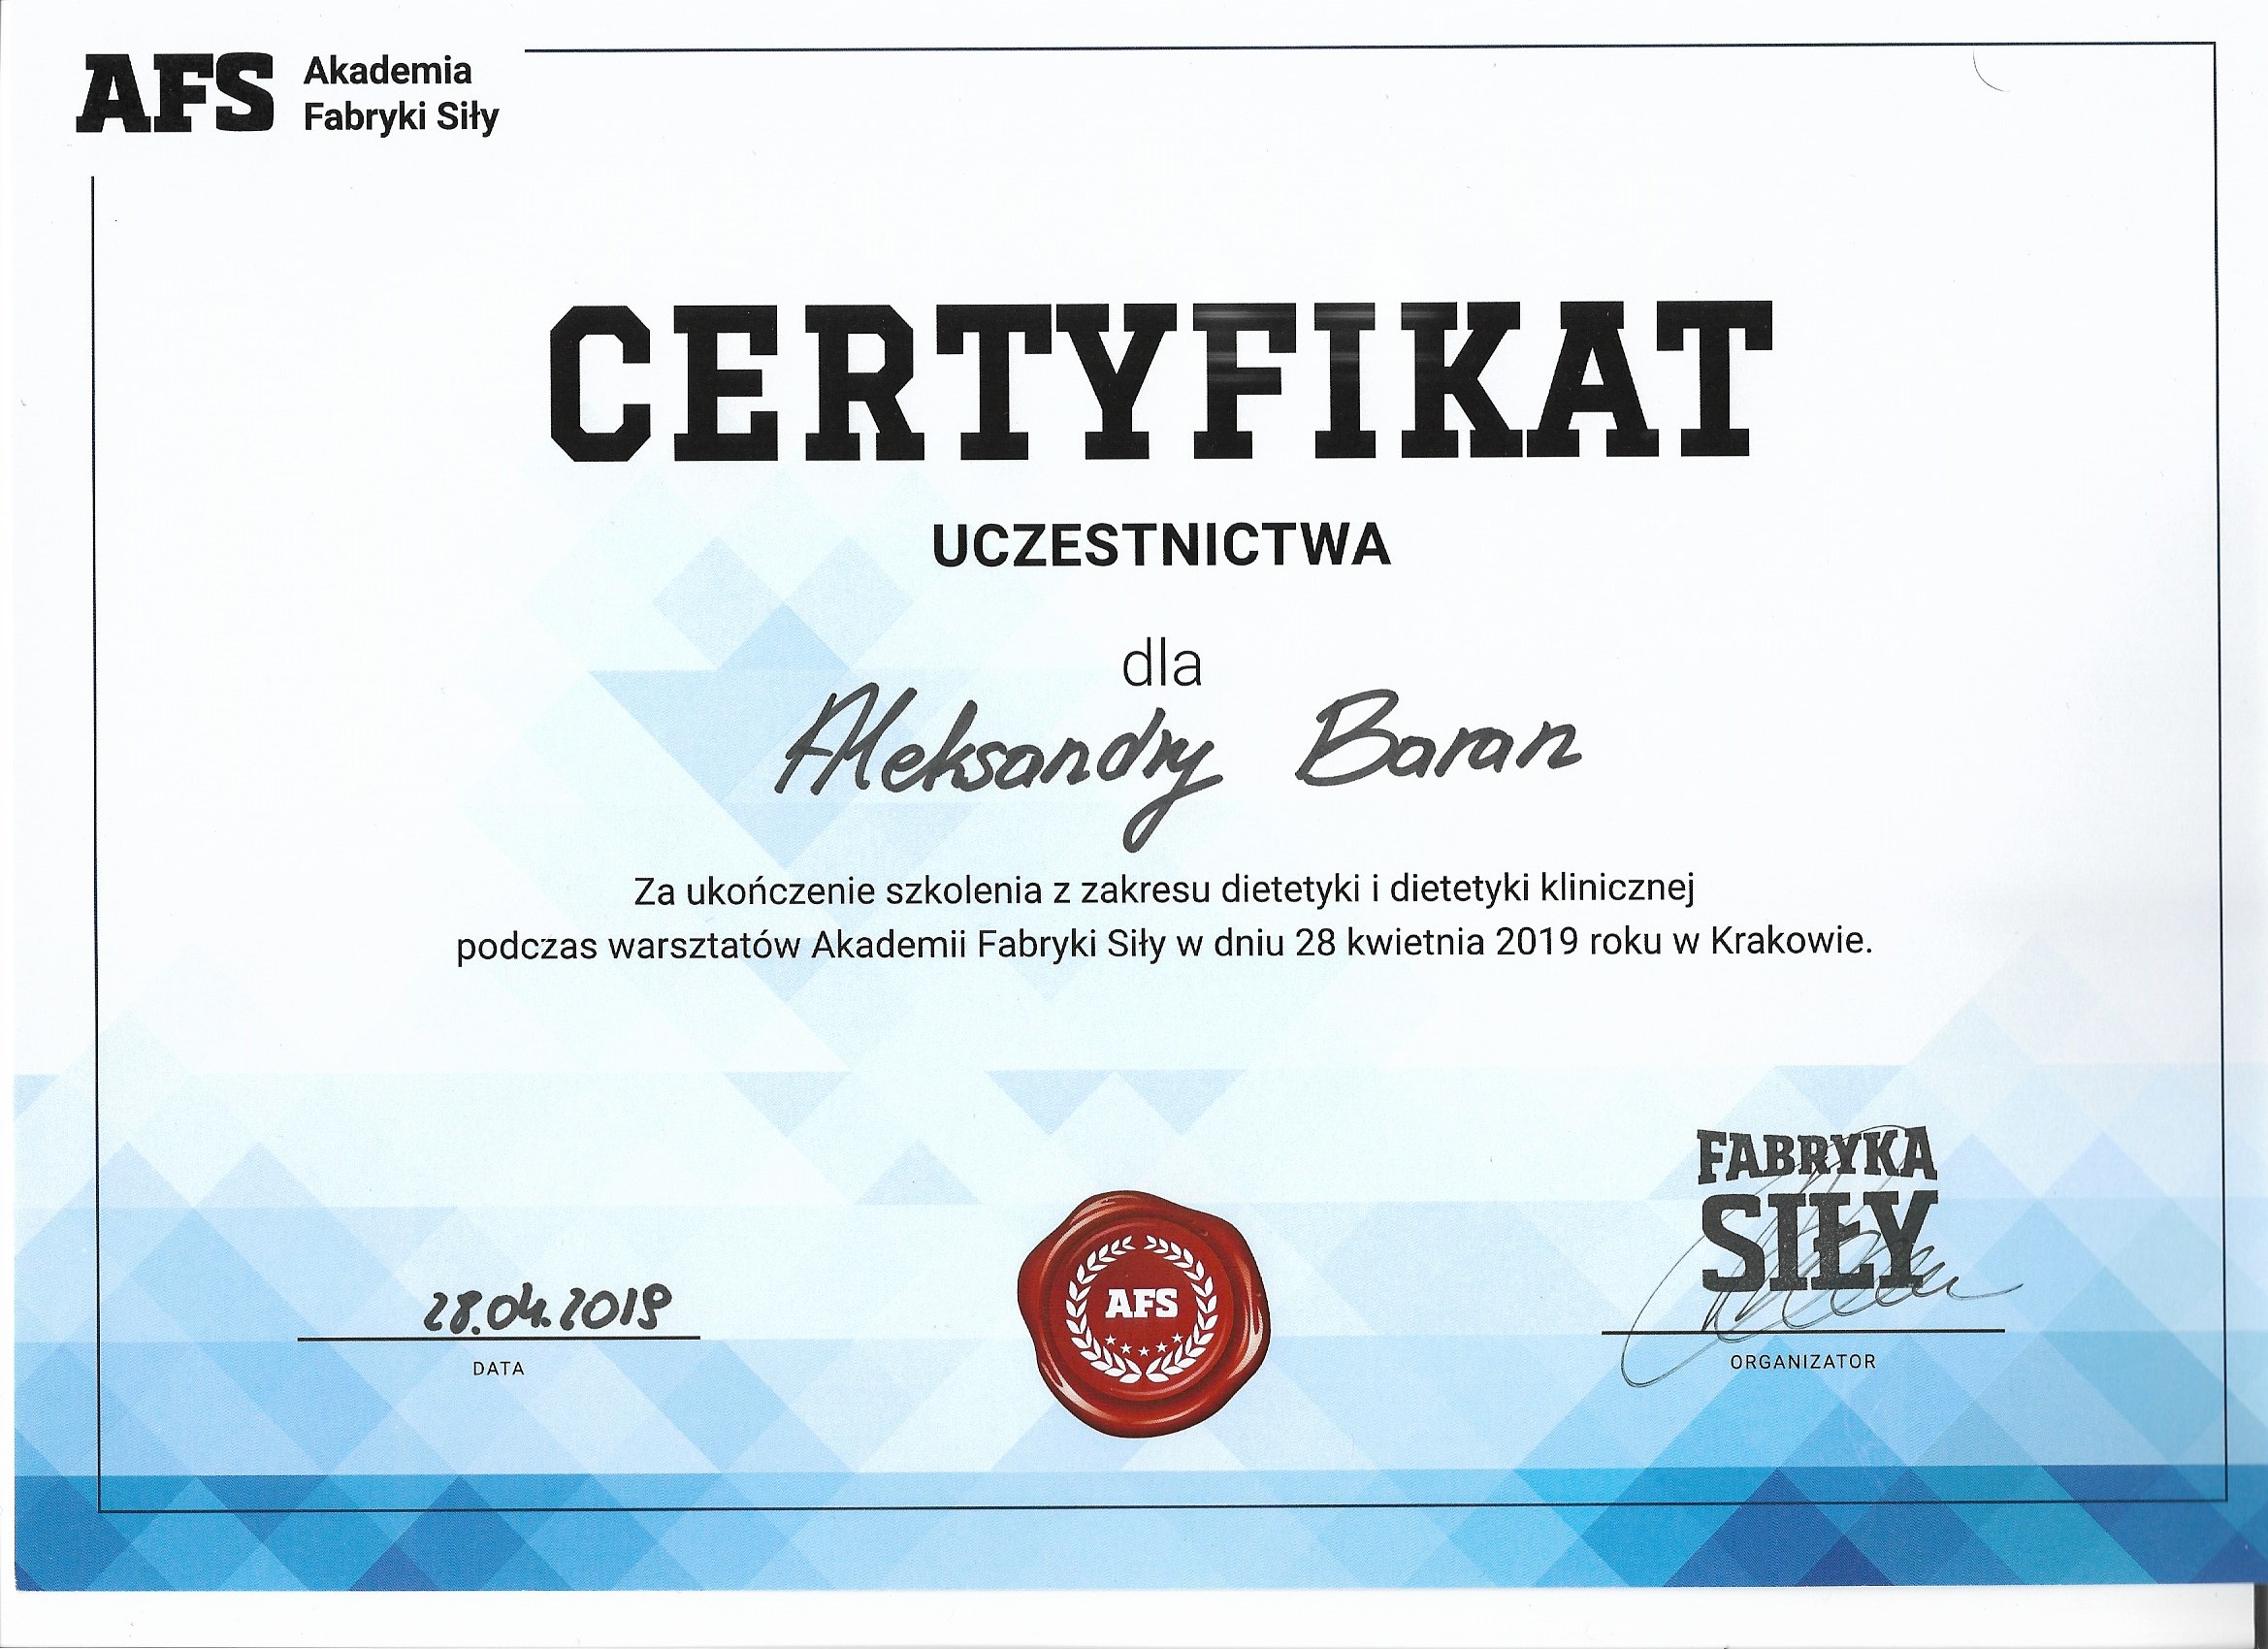 AFS
Akademia
Fabryki Siły
CERTYFIKAT
UCZESTNICTWA
dla
Aleksandry Baran
Za ukończenie szkolenia z zakresu dietetyki i dietetyki klinicznej
podczas warsztatów Akademii Fabryki Siły w dniu 28 kwietnia 2019 roku w Krakowie.
28.04.2019
DATA
AFS
FABRYKA
SIŁY
ORGANIZATOR